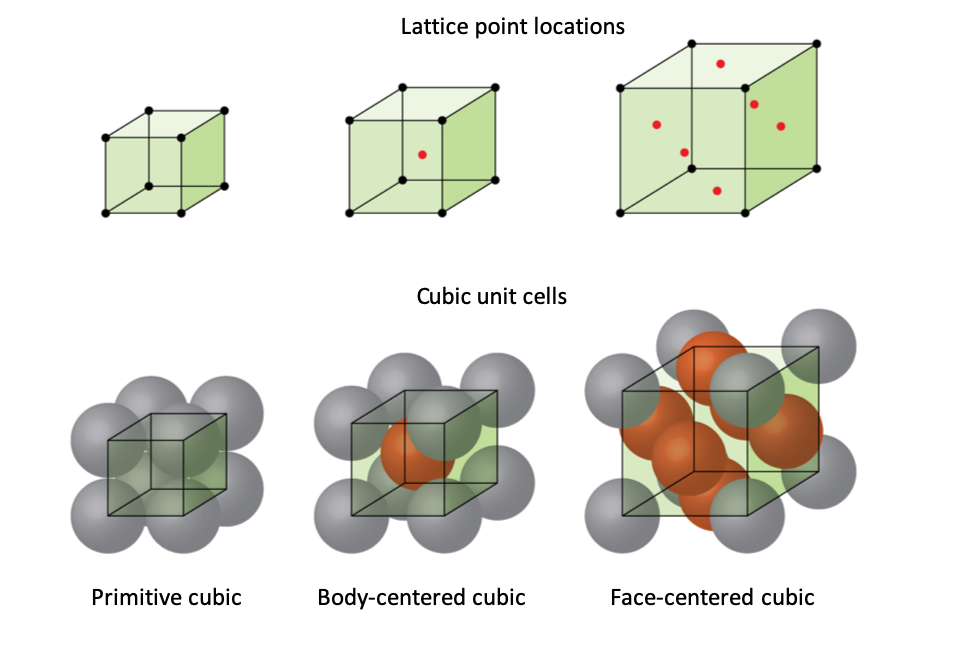 Lattice point locations
Cubic unit cells
Primitive cubic
Body-centered cubic
Face-centered cubic